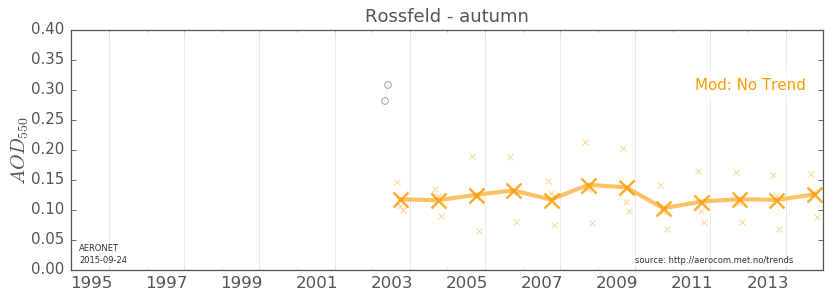 Rossfeld - autumn
0.40
0.35
0.30
0.25
0.20
0.15
0.10
0.05
0.00
AOD550
Mod: No Trend
AERONET
2015-09-24
source: http://aerocom.met.no/trends
1995 1997 1999 2001 2003 2005 2007 2009 2011 2013